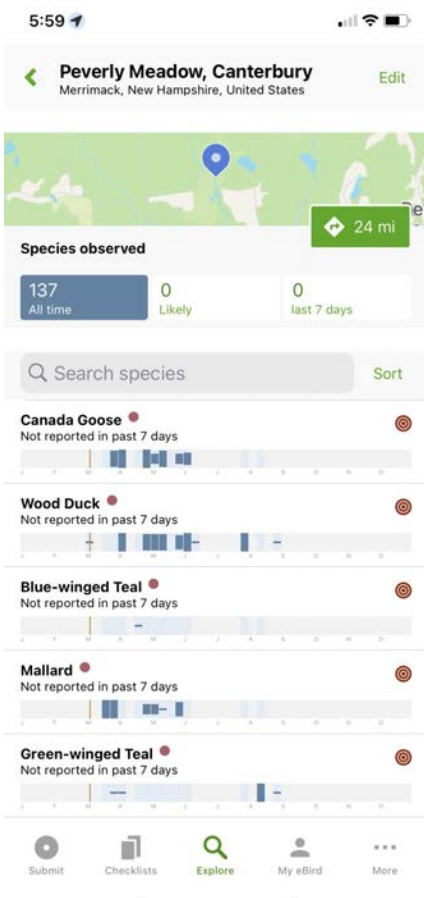 5:59
Peverly Meadow, Canterbury
Edit
Merrimack, New Hampshire, United States
24 mi
Species observed
137
0
0
All time
Likely
last 7 days
Search species
Sort
Canada Goose
Not reported in past 7 days
J F M A M J J A S O N D
Wood Duck
Not reported in past 7 days
J F M A M J J A S O N D
Blue-winged Teal
Not reported in past 7 days
J F M A M J J A S O N D
Mallard
Not reported in past 7 days
J F M A M J J A S O N D
Green-winged Teal
Not reported in past 7 days
J F M A M J J A S O N D
Submit Checklists Explore My eBird More